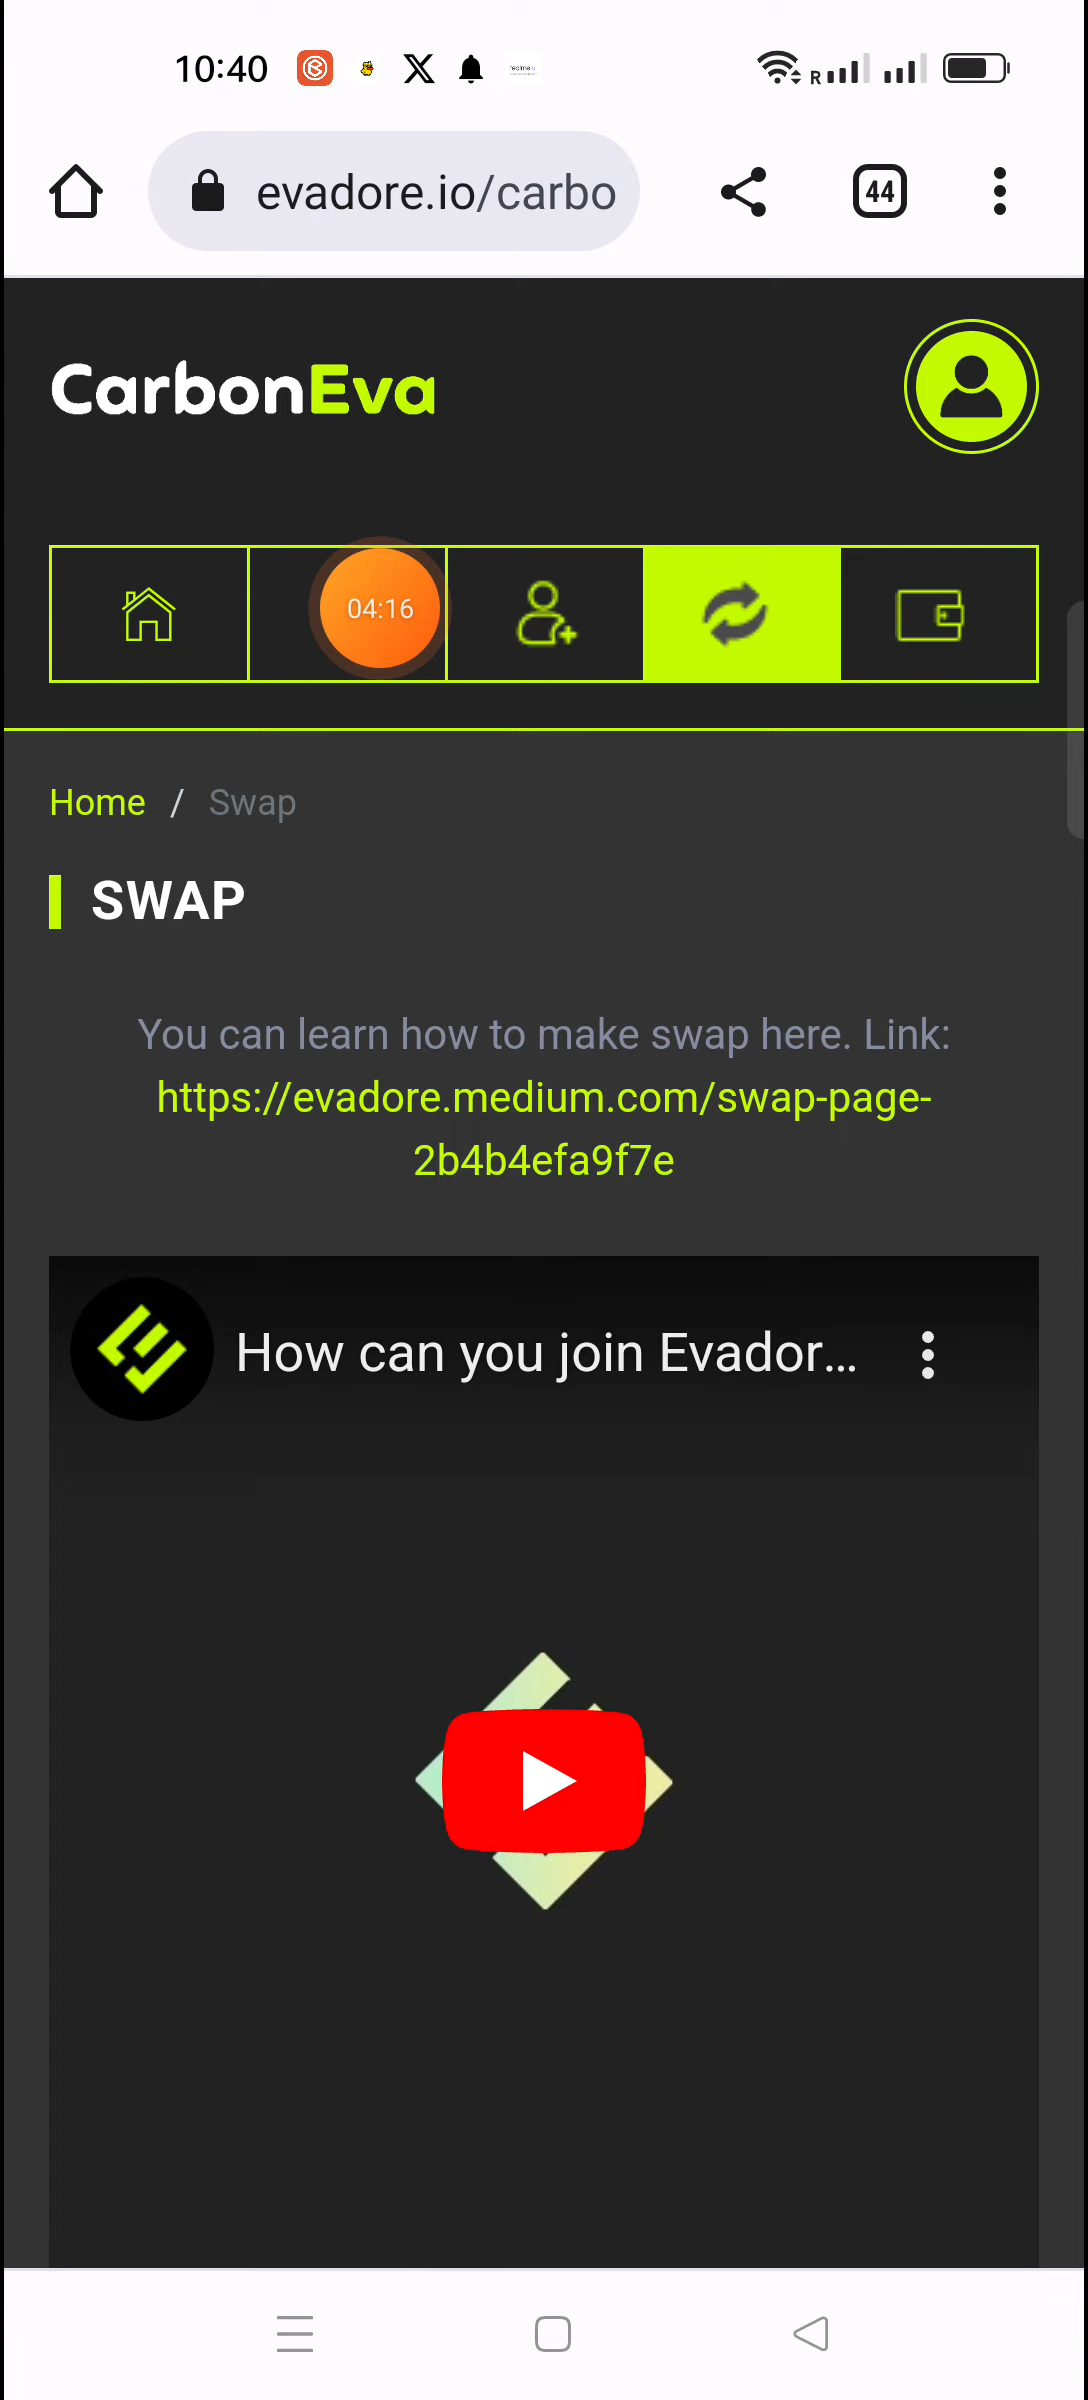 10:40
R
evadore.io/carbo
44
CarbonEva
04:16
Home / Swap
SWAP
You can learn how to make swap here. Link:
https://evadore.medium.com/swap-page-
2b4b4efa9f7e
How can you join Evador...